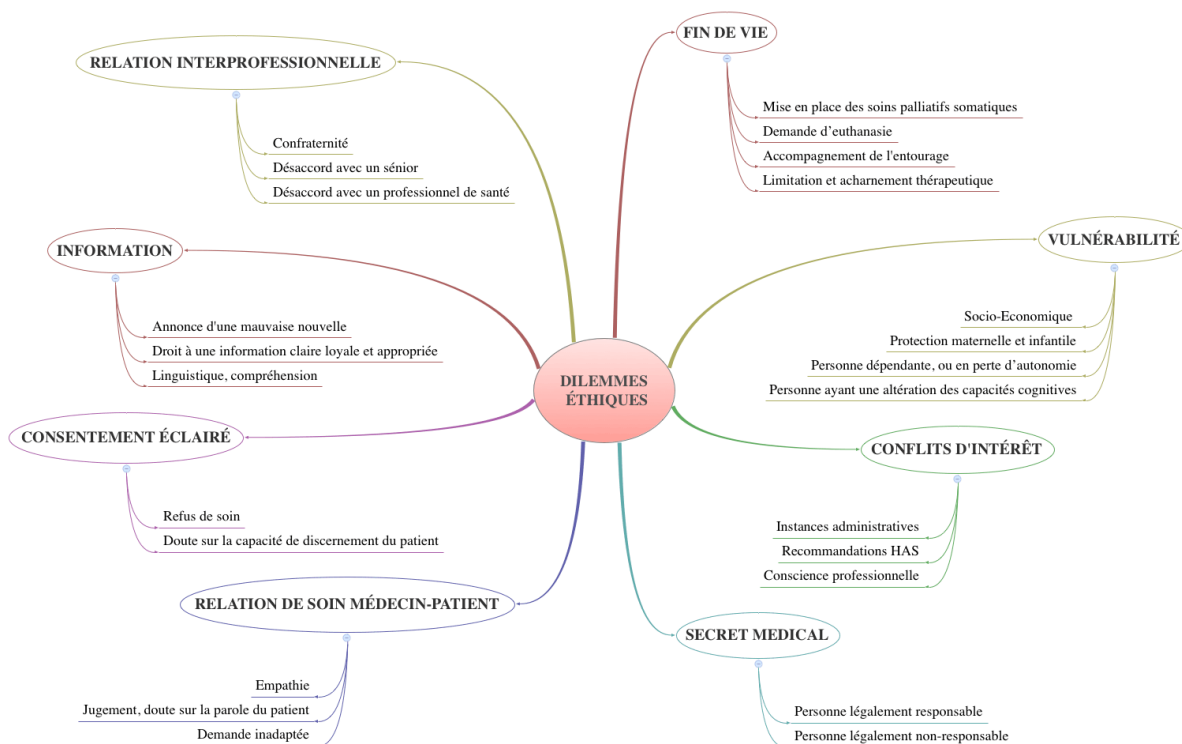 DILEMMES
ÉTHIQUES
FIN DE VIE
Mise en place des soins palliatifs somatiques
Demande d’euthanasie
Accompagnement de l'entourage
Limitation et acharnement thérapeutique
VULNÉRABILITÉ
Socio-Economique
Protection maternelle et infantile
Personne dépendante, ou en perte d’autonomie
Personne ayant une altération des capacités cognitives
CONFLITS D'INTÉRÊT
Instances administratives
Recommandations HAS
Conscience professionnelle
SECRET MEDICAL
Personne légalement responsable
Personne légalement non-responsable
RELATION DE SOIN MÉDECIN-PATIENT
Empathie
Jugement, doute sur la parole du patient
Demande inadaptée
CONSENTEMENT ÉCLAIRÉ
Refus de soin
Doute sur la capacité de discernement du patient
INFORMATION
Annonce d'une mauvaise nouvelle
Droit à une information claire loyale et appropriée
Linguistique, compréhension
RELATION INTERPROFESSIONNELLE
Confraternité
Désaccord avec un sénior
Désaccord avec un professionnel de santé